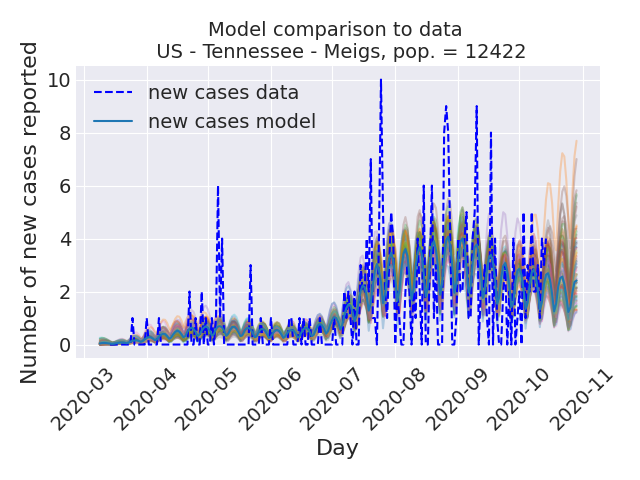 Model comparison to data
US - Tennessee - Meigs, pop. = 12422
Number of new cases reported
10
8
6
4
2
0
new cases data
new cases model
2020-03
2020-04
2020-05
2020-06
2020-07
2020-08
2020-09
2020-10
2020-11
Day